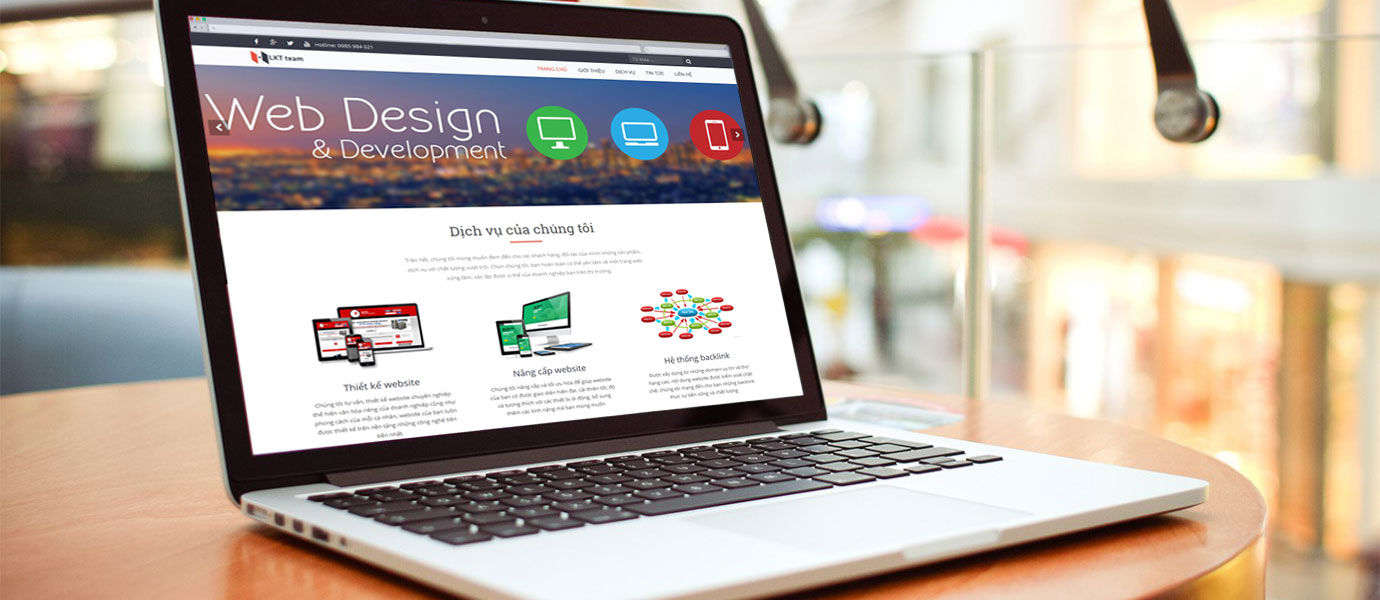 Hotline: 0985 984 021
Từ khóa ...
LKT team
TRANG CHỦ GIỚI THIỆU DỊCH VỤ TIN TỨC LIÊN HỆ
Web Design
& Development
Dịch vụ của chúng tôi
Trên hết, chúng tôi mong muốn đem đến cho các khách hàng, đối tác của mình những sản phẩm,
dịch vụ với chất lượng vượt trội. Chọn chúng tôi, bạn hoàn toàn có thể yên tâm về một trang web
xứng tầm, xác lập được vị thế của doanh nghiệp bạn trên thị trường.
Thiết kế website
Chúng tôi tư vấn, thiết kế website chuyên nghiệp
thể hiện văn hóa riêng của doanh nghiệp cũng như
phong cách của mỗi cá nhân, website của bạn luôn
được thiết kế trên nền tảng những công nghệ tiên
tiến nhất.
Nâng cấp website
Chúng tôi nâng cấp và tối ưu hóa để giúp website
của bạn có được giao diện hiện đại, cải thiện tốc độ
và tương thích với các thiết bị di động, bổ sung
thêm các tính năng mà bạn mong muốn.
Hệ thống backlink
Được xây dựng từ những domain uy tín và thứ
hạng cao, nội dung website được kiểm soát chặt
chẽ, chúng tôi mang đến cho bạn những backlink
thực sự bền vững và chất lượng.